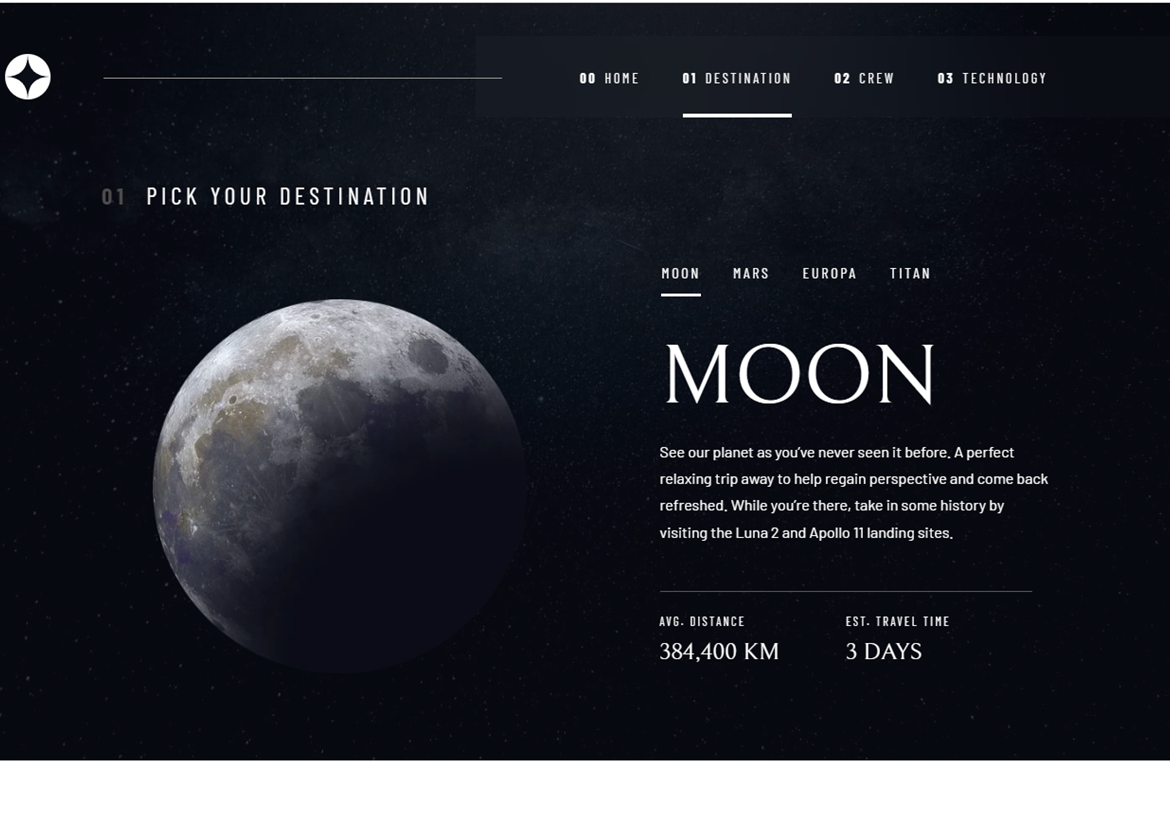 00 HOME 01 DESTINATION 02 CREW 03 TECHNOLOGY
01 PICK YOUR DESTINATION
MOON MARS EUROPA TITAN
MOON
See our planet as you’ve never seen it before. A perfect
relaxing trip away to help regain perspective and come back
refreshed. While you’re there, take in some history by
visiting the Luna 2 and Apollo 11 landing sites.
AVG. DISTANCE EST. TRAVEL TIME
384,400 KM 3 DAYS